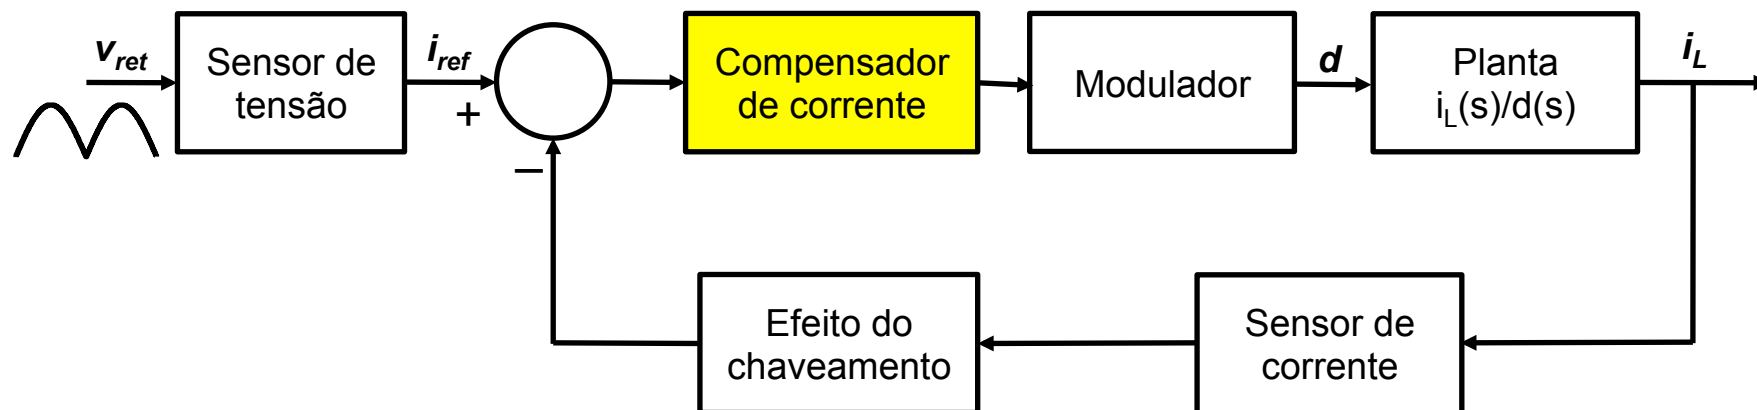 v_ret
Sensor de
tensão
i_ref
+
–
Compensador
de corrente
Modulador
d
Planta
i_L(s)/d(s)
i_L
Efeito do
chaveamento
Sensor de
corrente